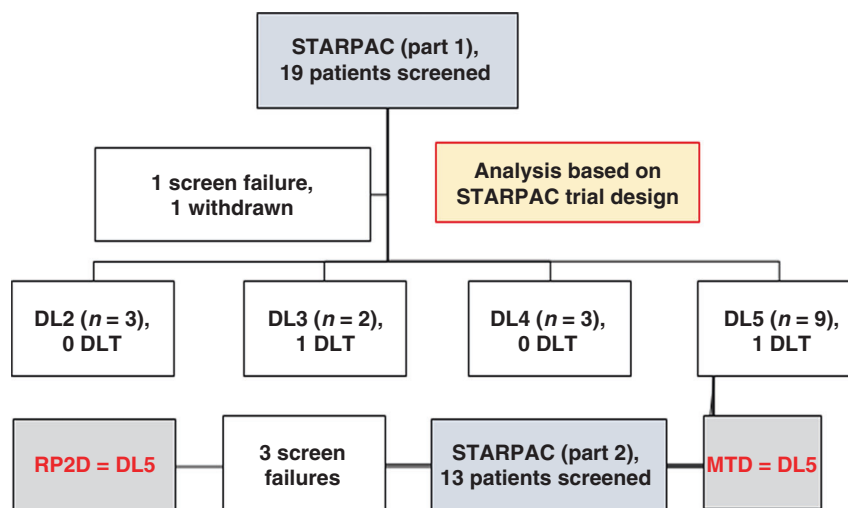 STARPAC (part 1),
19 patients screened
1 screen failure,
1 withdrawn
Analysis based on
STARPAC trial design
DL2 (n = 3),
0 DLT
DL3 (n = 2),
1 DLT
DL4 (n = 3),
0 DLT
DL5 (n = 9),
1 DLT
RP2D = DL5
3 screen
failures
STARPAC (part 2),
13 patients screened
MTD = DL5